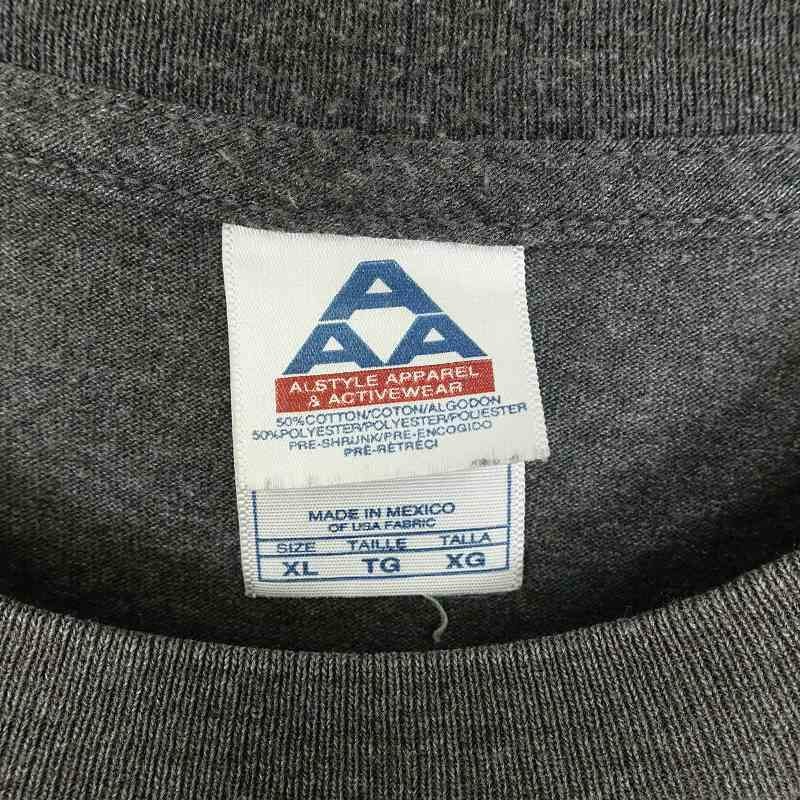 A
A A
ALSTYLE APPAREL
& ACTIVEWEAR
50%COTTON/COTON/ALGODON
50%POLYESTER/POLYESTER/POLIESTER
PRE-SHRUNK/PRE-ENCOGIDO
PRÉ-RÉTRÉCI
MADE IN MEXICO
OF USA FABRIC
SIZE TAILLE TALLA
XL TG XG